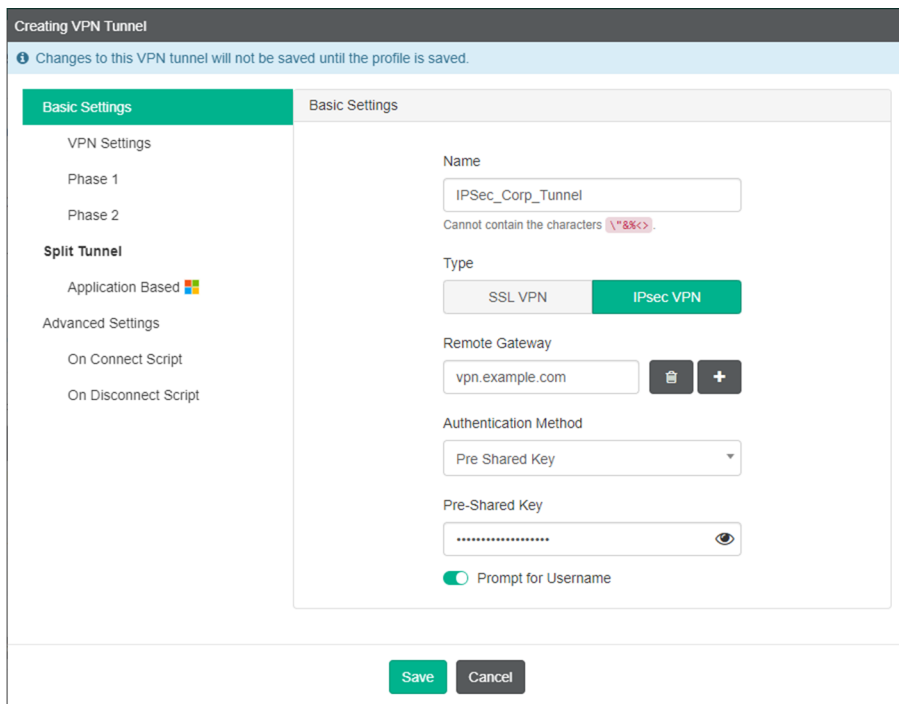 Creating VPN Tunnel
Changes to this VPN tunnel will not be saved until the profile is saved.
Basic Settings
VPN Settings
Phase 1
Phase 2
Split Tunnel
Application Based
Advanced Settings
On Connect Script
On Disconnect Script
Basic Settings
Name
IPSec_Corp_Tunnel
Cannot contain the characters \"&%<>.
Type
SSL VPN IPsec VPN
Remote Gateway
vpn.example.com
Authentication Method
Pre Shared Key
Pre-Shared Key
•••••••••••••••••••
Prompt for Username
Save Cancel